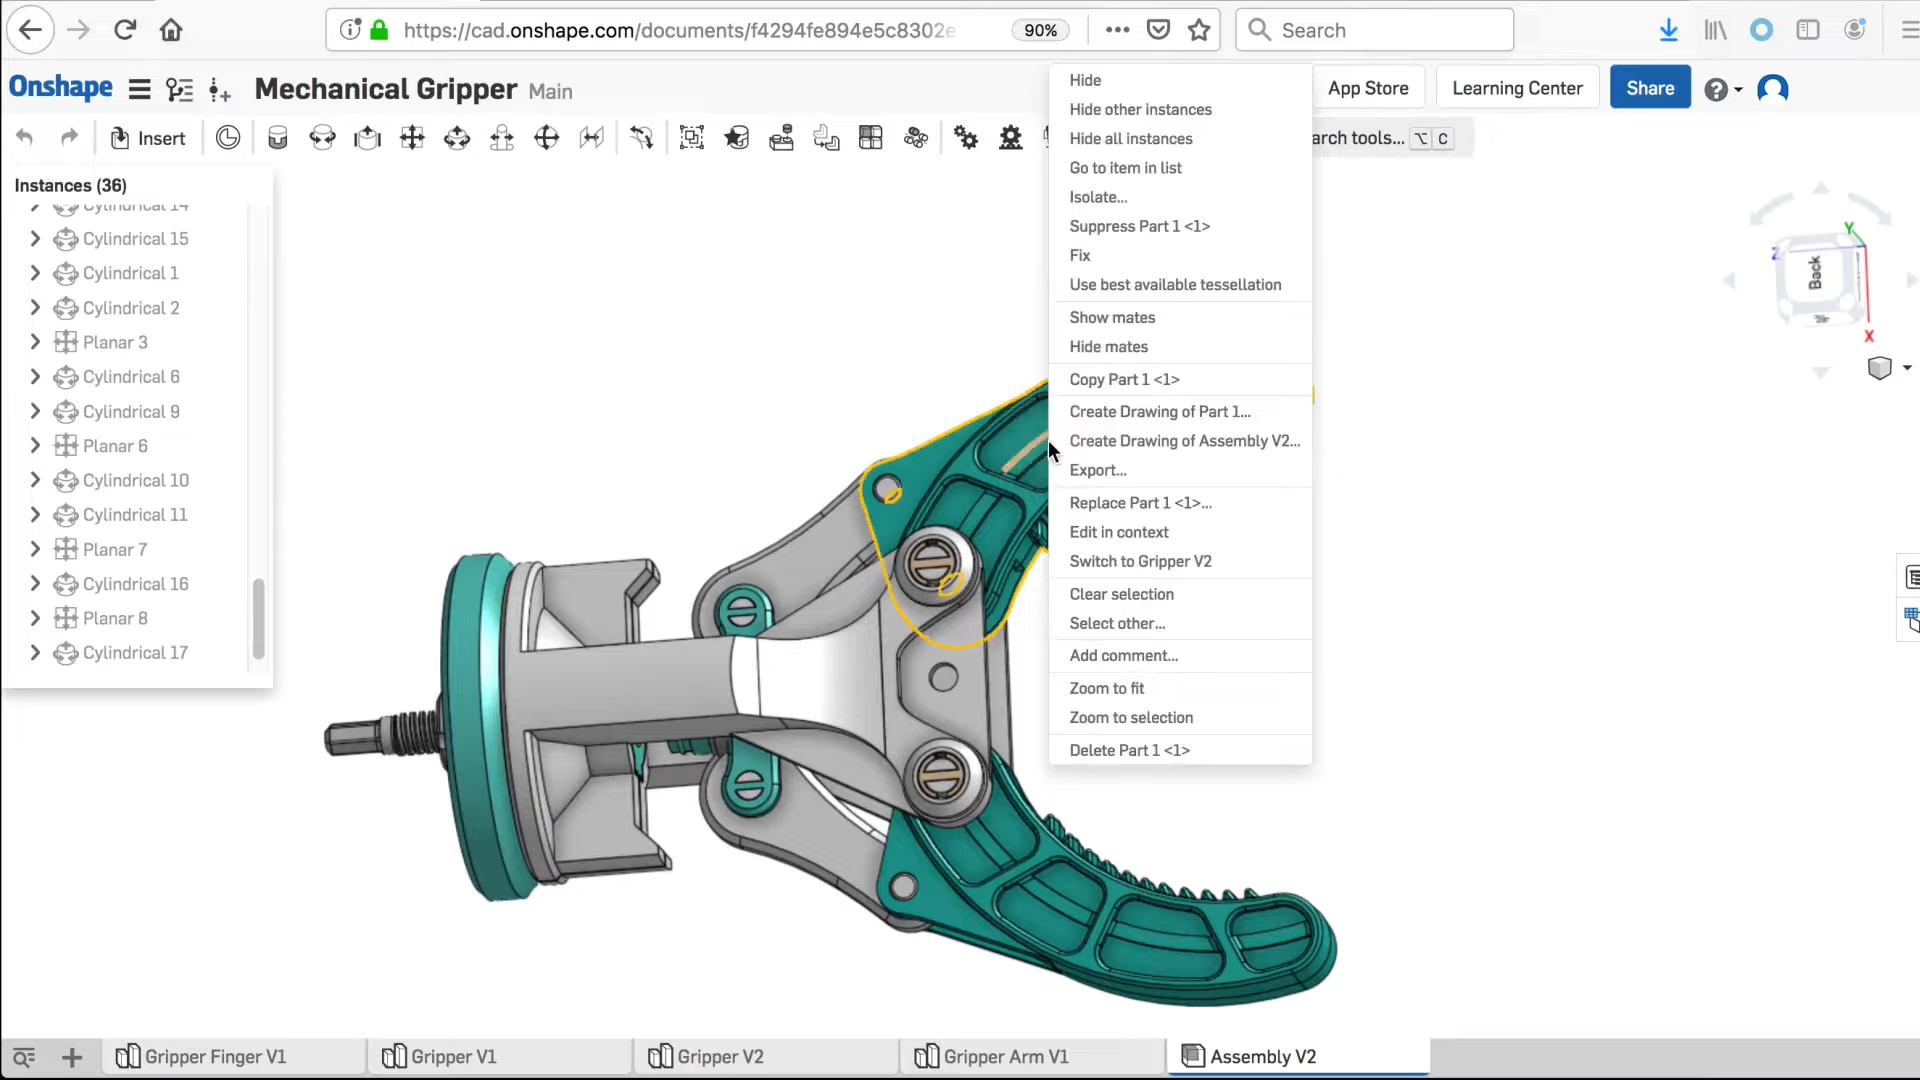 https://cad.onshape.com/documents/f4294fe894e5c8302e
90%
Search
Onshape
Mechanical Gripper Main
App Store
Learning Center
Share
Insert
arch tools... ⌥ C
Instances (36)
Cylindrical 14
Cylindrical 15
Cylindrical 1
Cylindrical 2
Planar 3
Cylindrical 6
Cylindrical 9
Planar 6
Cylindrical 10
Cylindrical 11
Planar 7
Cylindrical 16
Planar 8
Cylindrical 17
Hide
Hide other instances
Hide all instances
Go to item in list
Isolate...
Suppress Part 1 <1>
Fix
Use best available tessellation
Show mates
Hide mates
Copy Part 1 <1>
Create Drawing of Part 1...
Create Drawing of Assembly V2...
Export...
Replace Part 1 <1>...
Edit in context
Switch to Gripper V2
Clear selection
Select other...
Add comment...
Zoom to fit
Zoom to selection
Delete Part 1 <1>
Y
Z
Back
X
Gripper Finger V1
Gripper V1
Gripper V2
Gripper Arm V1
Assembly V2